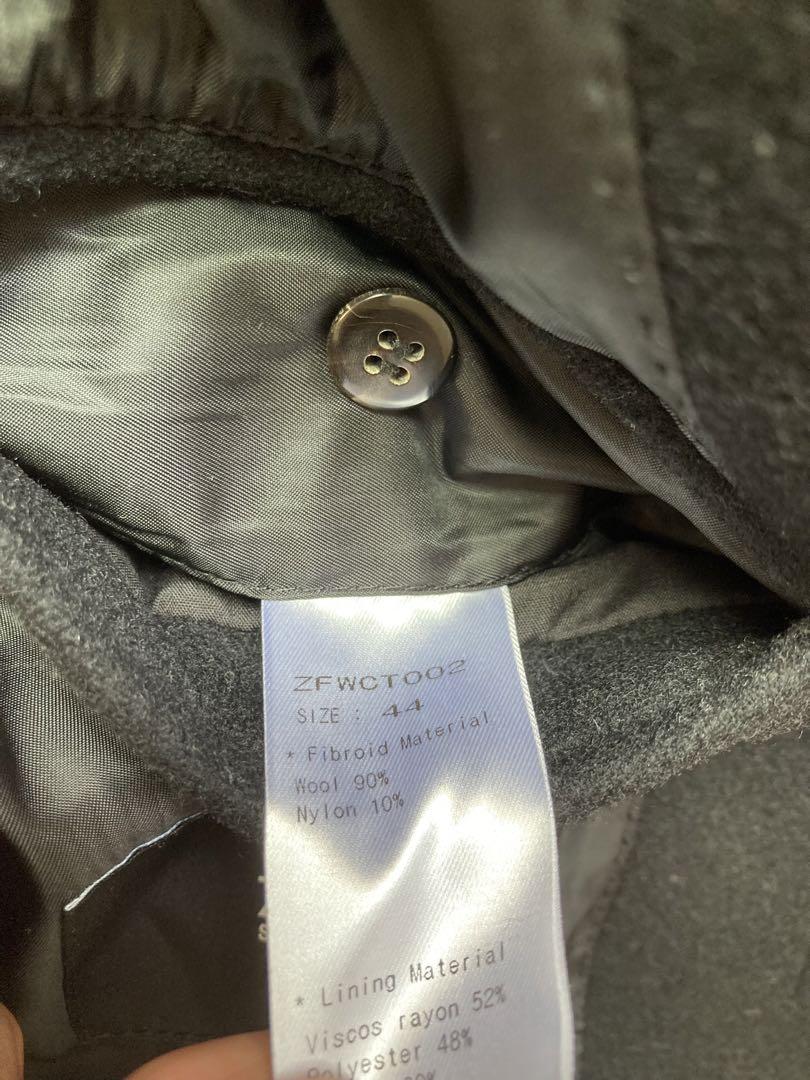 ZFWCT002
SIZE : 44
* Fibroid Material
Wool 90%
Nylon 10%
* Lining Material
Viscos rayon 52%
Polyester 48%